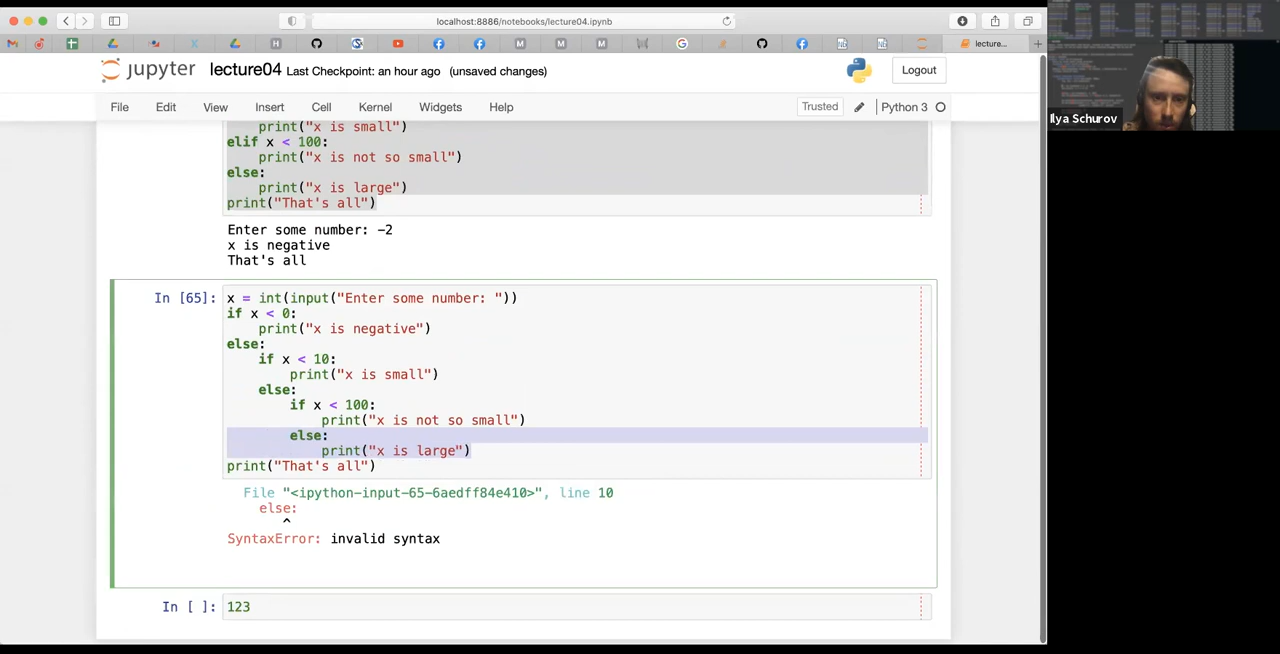 localhost:8886/notebooks/lecture04.ipynb
lecture...
jupyter lecture04 Last Checkpoint: an hour ago (unsaved changes)
Logout
File Edit View Insert Cell Kernel Widgets Help
Trusted Python 3
Ilya Schurov
print("x is small")
elif x < 100:
print("x is not so small")
else:
print("x is large")
print("That's all")
Enter some number: -2
x is negative
That's all
In [65]: x = int(input("Enter some number: "))
if x < 0:
print("x is negative")
else:
if x < 10:
print("x is small")
else:
if x < 100:
print("x is not so small")
else:
print("x is large")
print("That's all")
File "<ipython-input-65-6aedff84e410>", line 10
else:
^
SyntaxError: invalid syntax
In [ ]: 123